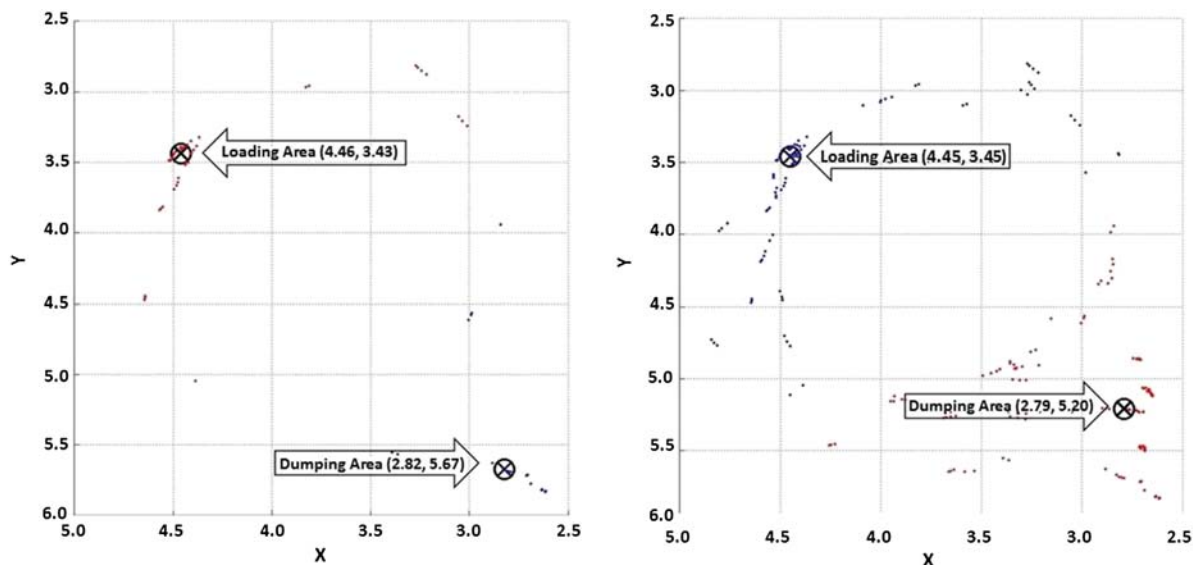 2.5
3.0
3.5
4.0
4.5
5.0
5.5
6.0
Y
Loading Area (4.46, 3.43)
Dumping Area (2.82, 5.67)
5.0 4.5 4.0 3.5 3.0 2.5
X
2.5
3.0
3.5
4.0
4.5
5.0
5.5
6.0
Y
Loading Area (4.45, 3.45)
Dumping Area (2.79, 5.20)
5.0 4.5 4.0 3.5 3.0 2.5
X